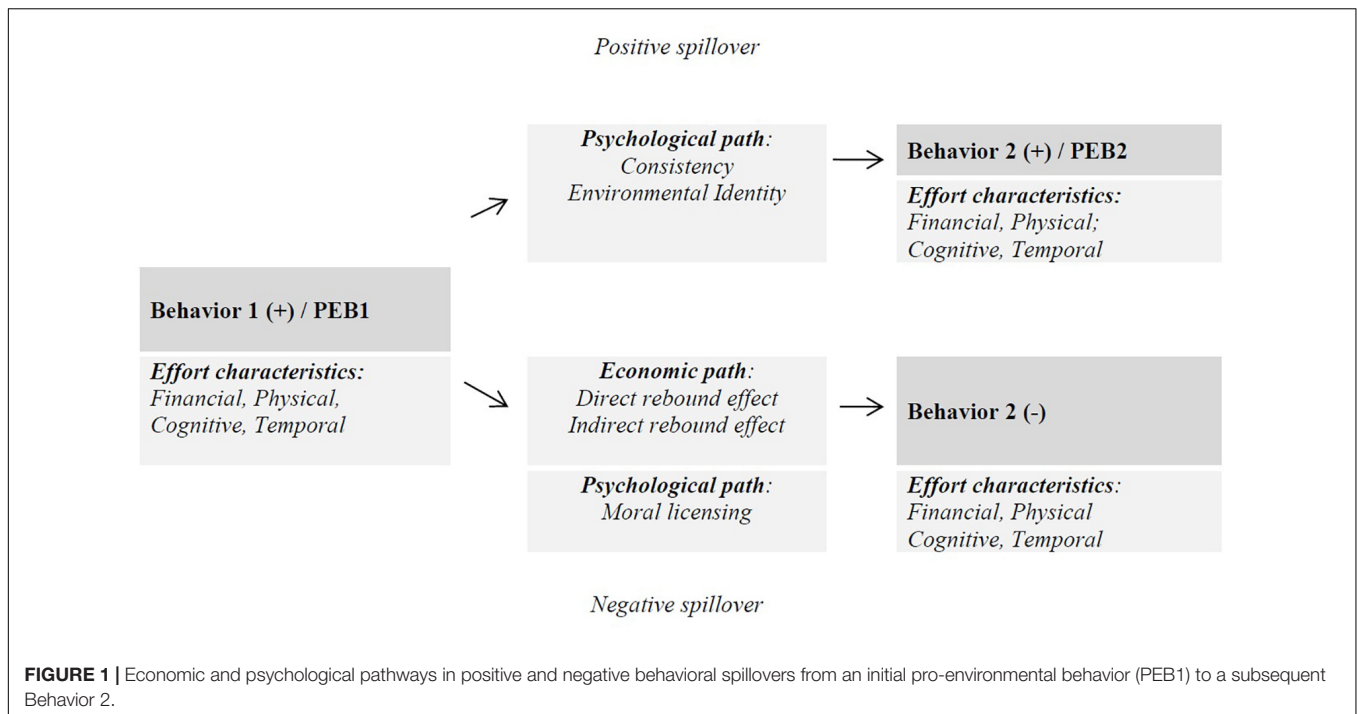 Positive spillover
Psychological path:
Consistency
Environmental Identity
Behavior 2 (+) / PEB2
Effort characteristics:
Financial, Physical;
Cognitive, Temporal
Behavior 1 (+) / PEB1
Effort characteristics:
Financial, Physical,
Cognitive, Temporal
Economic path:
Direct rebound effect
Indirect rebound effect
Psychological path:
Moral licensing
Behavior 2 (-)
Effort characteristics:
Financial, Physical
Cognitive, Temporal
Negative spillover
FIGURE 1 | Economic and psychological pathways in positive and negative behavioral spillovers from an initial pro-environmental behavior (PEB1) to a subsequent
Behavior 2.